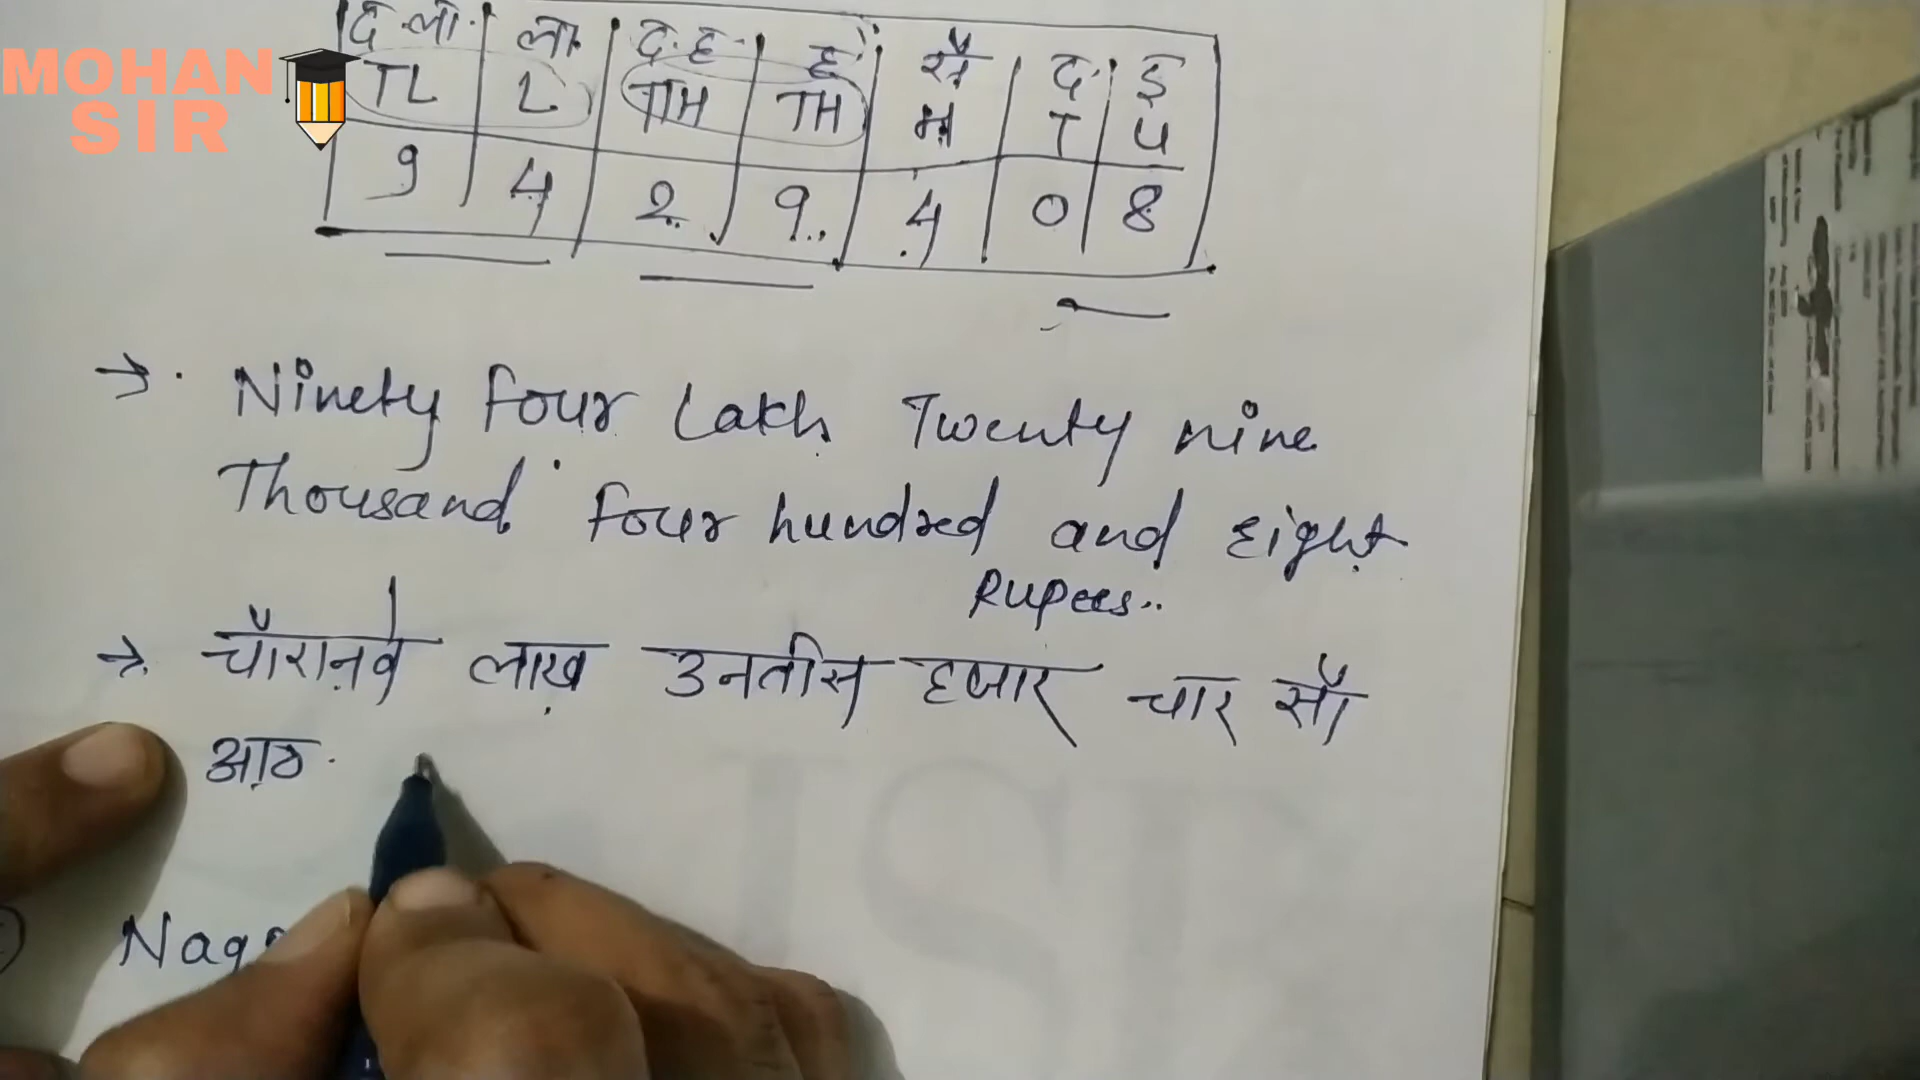 MOHAN
SIR
द.ला. ला. द.ह. ह. सै द. इ
TL L TTH TH H T U
9 4 2 9 4 0 8
→ Ninety four Lakh Twenty nine
Thousand four hundred and Eight
Rupees..
→ चौरानवे लाख उनतीस हजार चार सौ
आठ